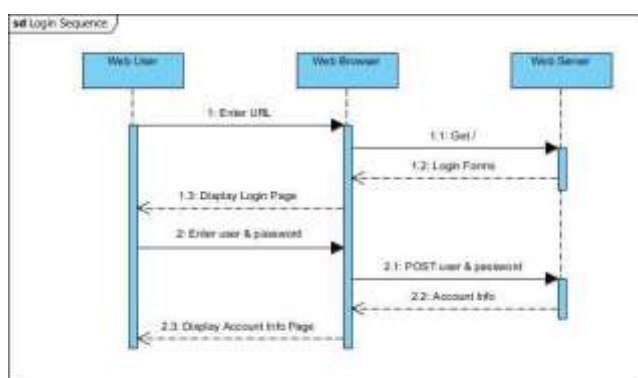 sd Login Sequence
Web User
Web Browser
Web Server
1: Enter URL
1.1: Get /
1.2: Login Forms
1.3: Display Login Page
2: Enter user & password
2.1: POST user & password
2.2: Account Info
2.3: Display Account Info Page